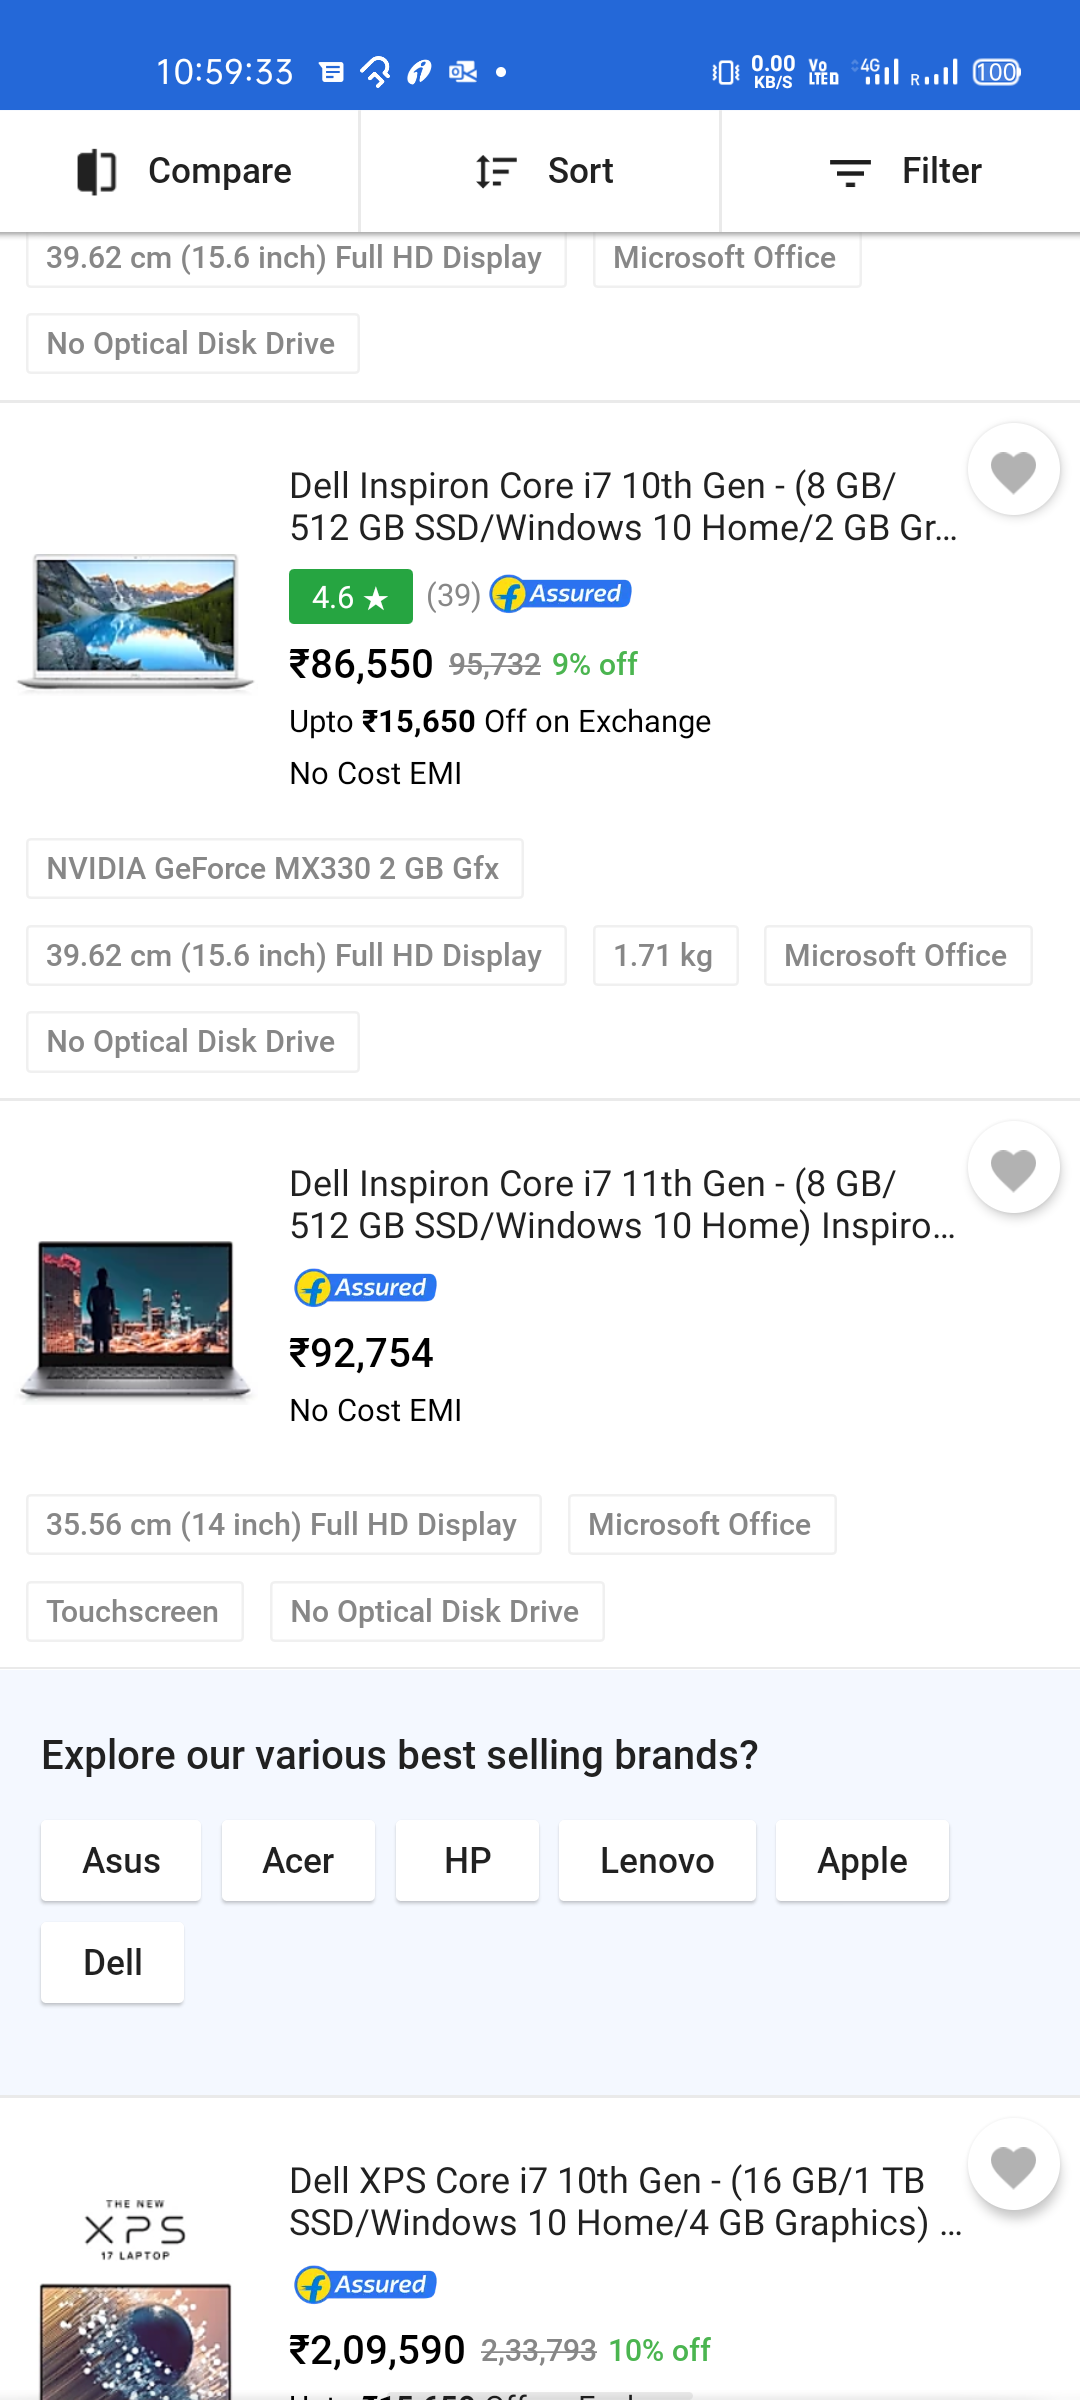 10:59:33
0.00 KB/S
Vo LTE
4G
R
100
Compare
Sort
Filter
39.62 cm (15.6 inch) Full HD Display
Microsoft Office
No Optical Disk Drive
Dell Inspiron Core i7 10th Gen - (8 GB/
512 GB SSD/Windows 10 Home/2 GB Gr...
4.6 ★ (39) Assured
₹86,550 95,732 9% off
Upto ₹15,650 Off on Exchange
No Cost EMI
NVIDIA GeForce MX330 2 GB Gfx
39.62 cm (15.6 inch) Full HD Display
1.71 kg
Microsoft Office
No Optical Disk Drive
Dell Inspiron Core i7 11th Gen - (8 GB/
512 GB SSD/Windows 10 Home) Inspiro...
Assured
₹92,754
No Cost EMI
35.56 cm (14 inch) Full HD Display
Microsoft Office
Touchscreen
No Optical Disk Drive
Explore our various best selling brands?
Asus
Acer
HP
Lenovo
Apple
Dell
THE NEW
XPS
17 LAPTOP
Dell XPS Core i7 10th Gen - (16 GB/1 TB
SSD/Windows 10 Home/4 GB Graphics) ...
Assured
₹2,09,590 2,33,793 10% off